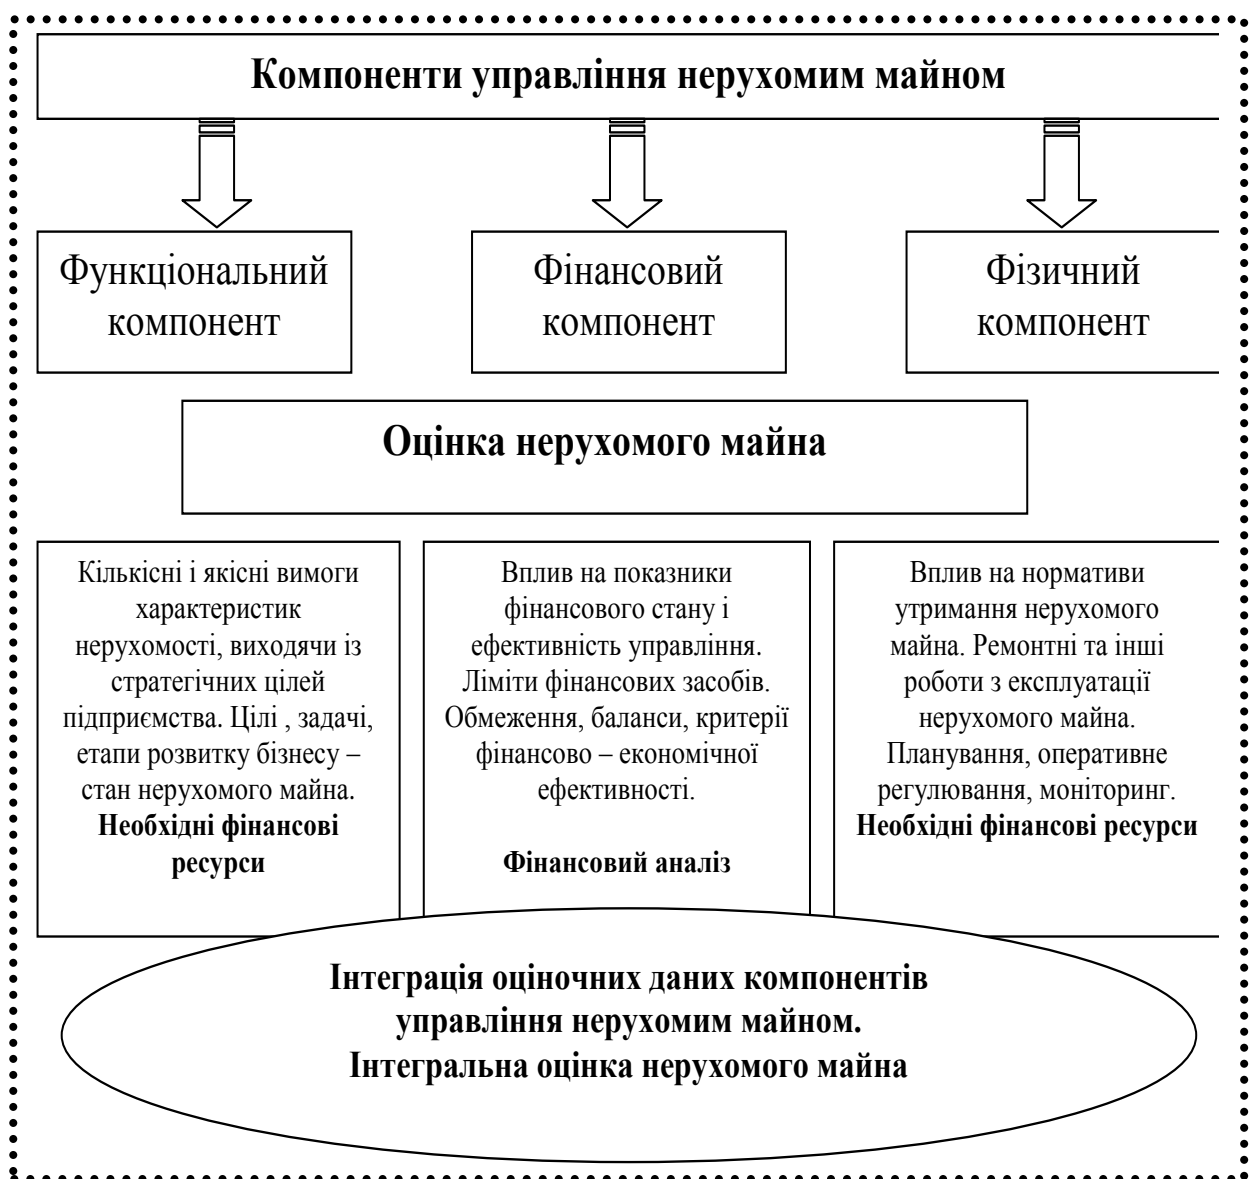 Компоненти управління нерухомим майном
Функціональний
компонент
Фінансовий
компонент
Фізичний
компонент
Оцінка нерухомого майна
Кількісні і якісні вимоги
характеристик
нерухомості, виходячи із
стратегічних цілей
підприємства. Цілі , задачі,
етапи розвитку бізнесу –
стан нерухомого майна.
Необхідні фінансові
ресурси
Вплив на показники
фінансового стану і
ефективність управління.
Ліміти фінансових засобів.
Обмеження, баланси, критерії
фінансово – економічної
ефективності.
Фінансовий аналіз
Вплив на нормативи
утримання нерухомого
майна. Ремонтні та інші
роботи з експлуатації
нерухомого майна.
Планування, оперативне
регулювання, моніторинг.
Необхідні фінансові ресурси
Інтеграція оціночних даних компонентів
управління нерухомим майном.
Інтегральна оцінка нерухомого майна